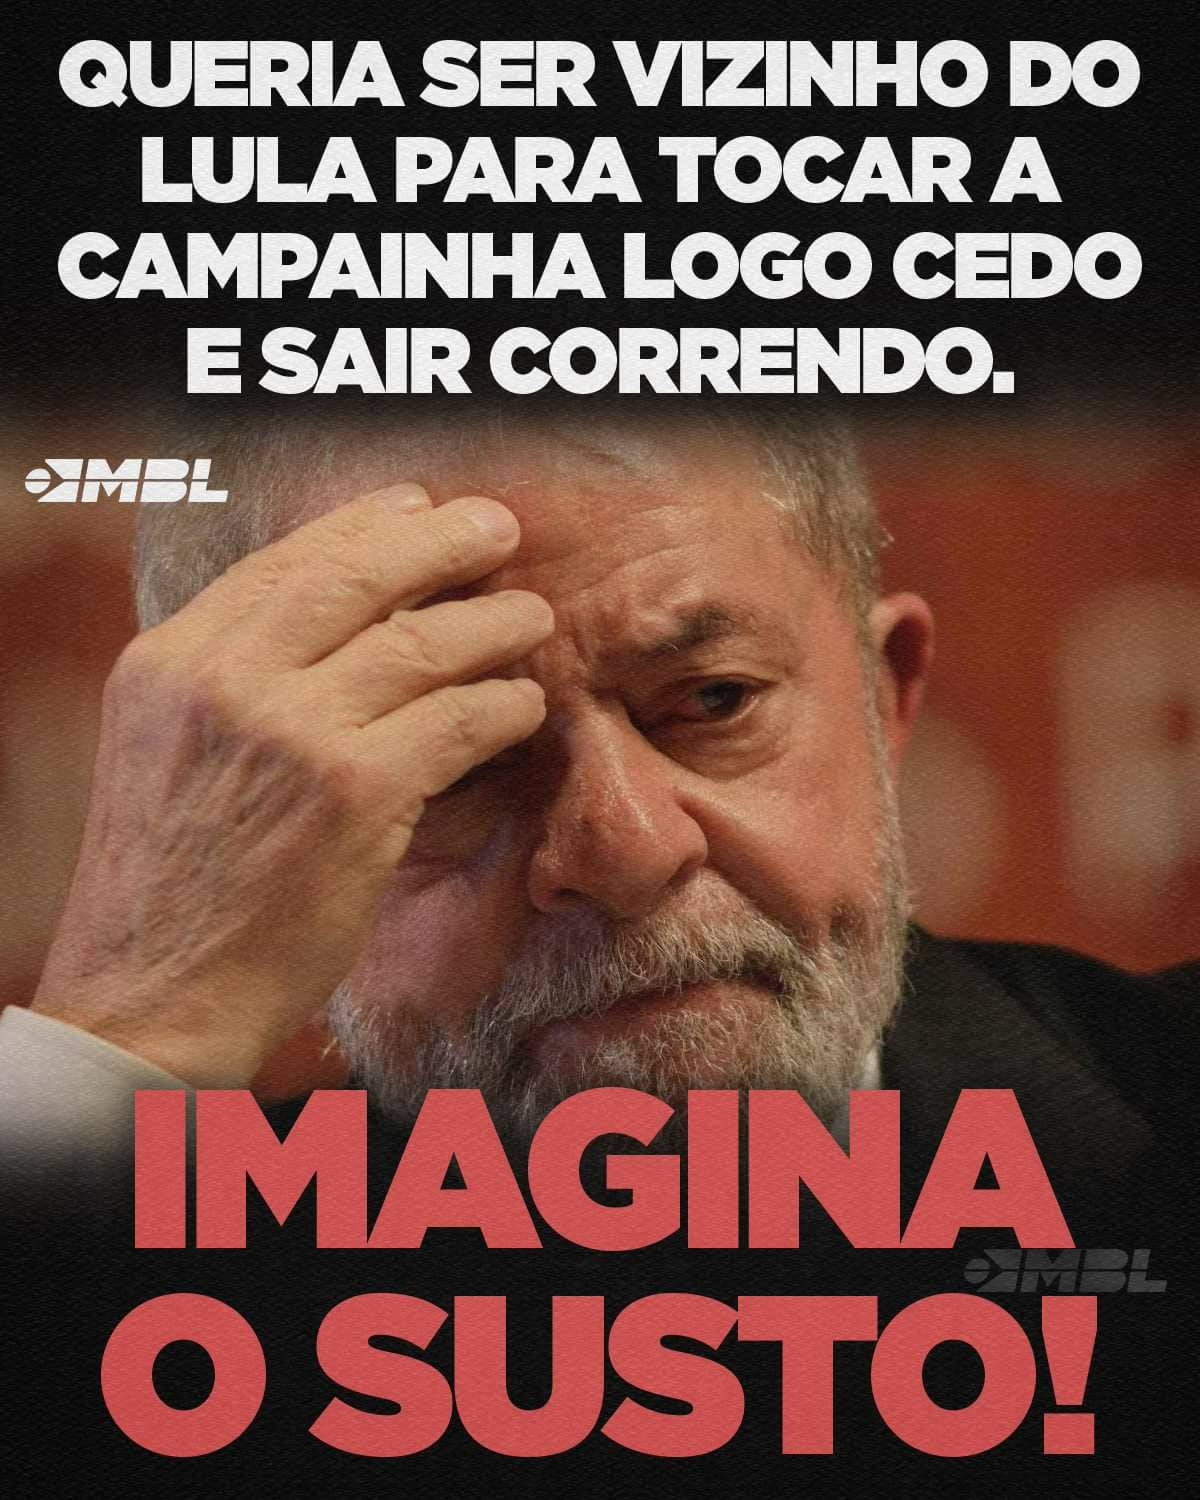 QUERIA SER VIZINHO DO
LULA PARA TOCAR A
CAMPAINHA LOGO CEDO
E SAIR CORRENDO.
MBL
IMAGINA
MBL
O SUSTO!